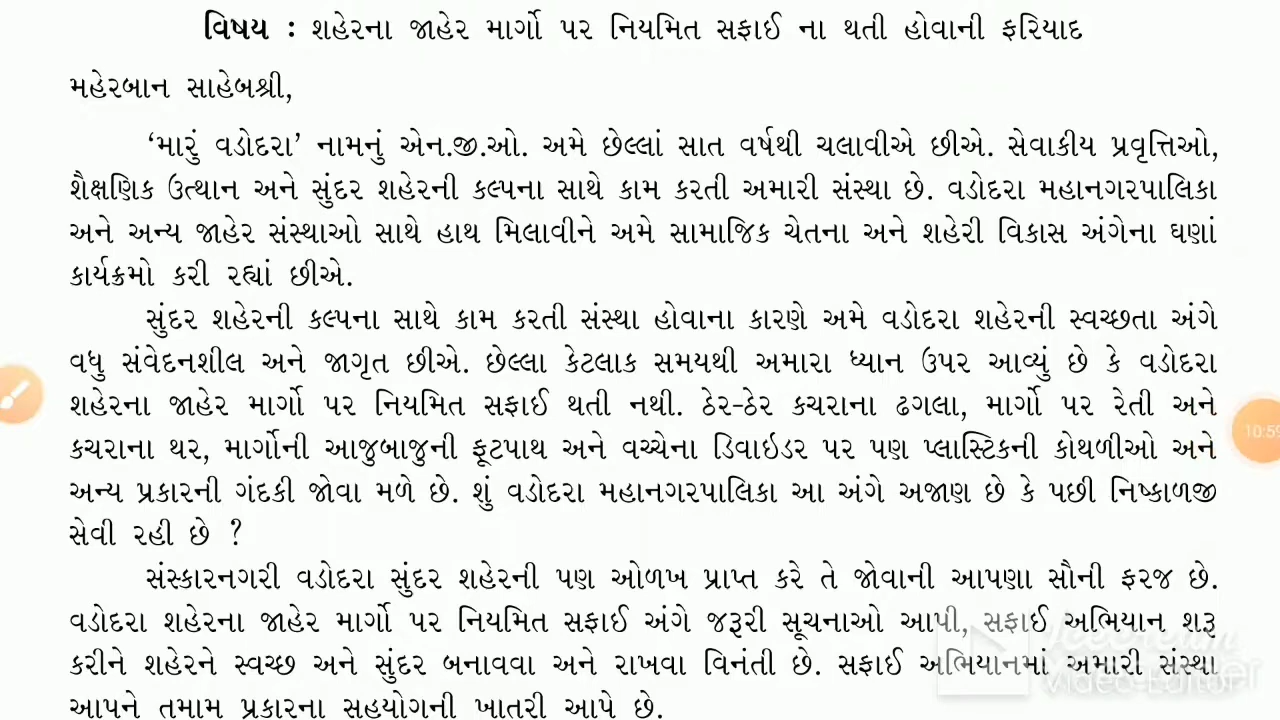 વિષય : શહેરના જાહેર માર્ગો પર નિયમિત સફાઈ ના થતી હોવાની ફરિયાદ
મહેરબાન સાહેબશ્રી,
‘મારું વડોદરા’ નામનું એન.જી.ઓ. અમે છેલ્લાં સાત વર્ષથી ચલાવીએ છીએ. સેવાકીય પ્રવૃત્તિઓ,
શૈક્ષણિક ઉત્થાન અને સુંદર શહેરની કલ્પના સાથે કામ કરતી અમારી સંસ્થા છે. વડોદરા મહાનગરપાલિકા
અને અન્ય જાહેર સંસ્થાઓ સાથે હાથ મિલાવીને અમે સામાજિક ચેતના અને શહેરી વિકાસ અંગેના ઘણાં
કાર્યક્રમો કરી રહ્યાં છીએ.
સુંદર શહેરની કલ્પના સાથે કામ કરતી સંસ્થા હોવાના કારણે અમે વડોદરા શહેરની સ્વચ્છતા અંગે
વધુ સંવેદનશીલ અને જાગૃત છીએ. છેલ્લા કેટલાક સમયથી અમારા ધ્યાન ઉપર આવ્યું છે કે વડોદરા
શહેરના જાહેર માર્ગો પર નિયમિત સફાઈ થતી નથી. ઠેર-ઠેર કચરાના ઢગલા, માર્ગો પર રેતી અને
કચરાના થર, માર્ગોની આજુબાજુની ફૂટપાથ અને વચ્ચેના ડિવાઇડર પર પણ પ્લાસ્ટિકની કોથળીઓ અને
અન્ય પ્રકારની ગંદકી જોવા મળે છે. શું વડોદરા મહાનગરપાલિકા આ અંગે અજાણ છે કે પછી નિષ્કાળજી
સેવી રહી છે ?
સંસ્કારનગરી વડોદરા સુંદર શહેરની પણ ઓળખ પ્રાપ્ત કરે તે જોવાની આપણા સૌની ફરજ છે.
વડોદરા શહેરના જાહેર માર્ગો પર નિયમિત સફાઈ અંગે જરૂરી સૂચનાઓ આપી, સફાઈ અભિયાન શરૂ
કરીને શહેરને સ્વચ્છ અને સુંદર બનાવવા અને રાખવા વિનંતી છે. સફાઈ અભિયાનમાં અમારી સંસ્થા
આપને તમામ પ્રકારના સહયોગની ખાતરી આપે છે.
10:59
Video Editor